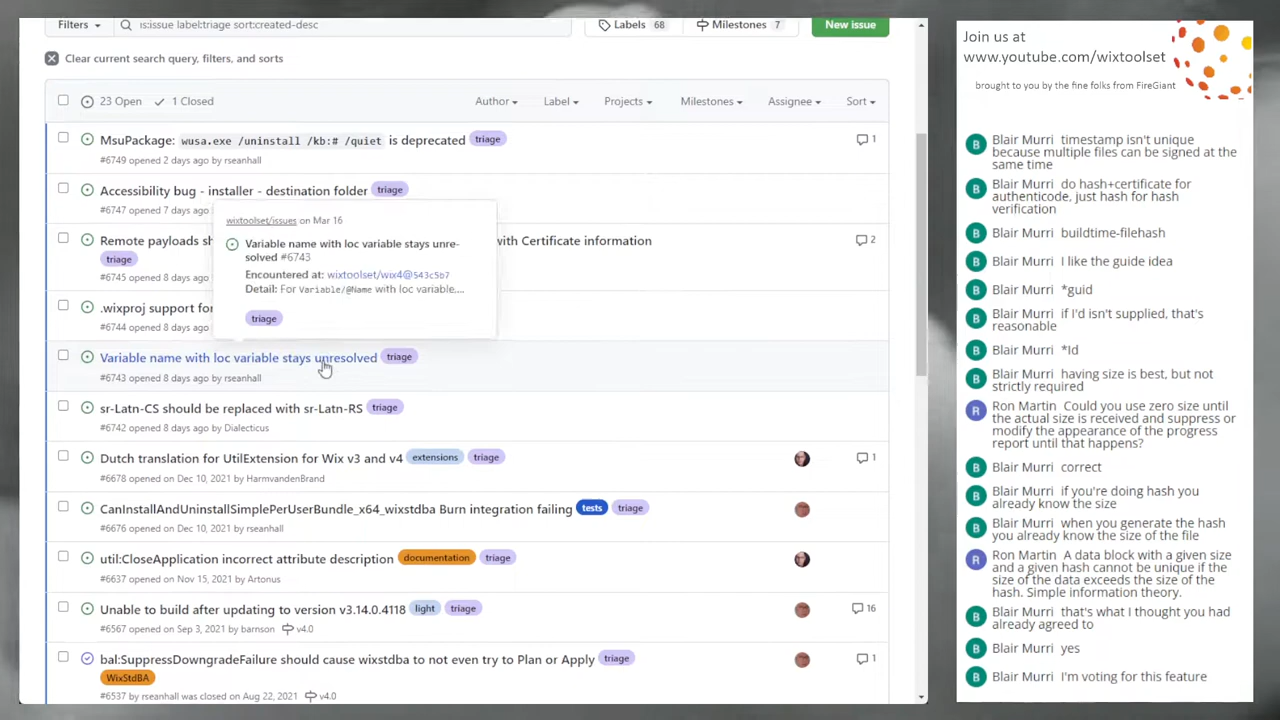 Filters
is:issue label:triage sort:created-desc
Labels 68
Milestones 7
New issue
Clear current search query, filters, and sorts
23 Open
1 Closed
Author
Label
Projects
Milestones
Assignee
Sort
MsuPackage: wusa.exe /uninstall /kb:# /quiet is deprecated triage
1
#6749 opened 2 days ago by rseanhall
Accessibility bug - installer - destination folder triage
#6747 opened 7 days ago
Remote payloads sh
with Certificate information
2
triage
#6745 opened 8 days
.wixproj support for
#6744 opened 8 days
wixtoolset/issues on Mar 16
Variable name with loc variable stays unre-
solved #6743
Encountered at: wixtoolset/wix4@543c5b7
Detail: For Variable/@Name with loc variable,...
triage
Variable name with loc variable stays unresolved triage
#6743 opened 8 days ago by rseanhall
sr-Latn-CS should be replaced with sr-Latn-RS triage
#6742 opened 8 days ago by Dialecticus
Dutch translation for UtilExtension for Wix v3 and v4 extensions triage
1
#6678 opened on Dec 10, 2021 by HarmvandenBrand
CanInstallAndUninstallSimplePerUserBundle_x64_wixstdba Burn integration failing tests triage
#6676 opened on Dec 10, 2021 by rseanhall
util:CloseApplication incorrect attribute description documentation triage
#6637 opened on Nov 15, 2021 by Artonus
Unable to build after updating to version v3.14.0.4118 light triage
16
#6567 opened on Sep 3, 2021 by barnson v4.0
bal:SuppressDowngradeFailure should cause wixstdba to not even try to Plan or Apply triage
1
WixStdBA
#6537 by rseanhall was closed on Aug 22, 2021 v4.0
Join us at
www.youtube.com/wixtoolset
brought to you by the fine folks from FireGiant
B Blair Murri timestamp isn't unique
because multiple files can be signed at the
same time
B Blair Murri do hash+certificate for
authenticode, just hash for hash
verification
B Blair Murri buildtime-filehash
B Blair Murri I like the guide idea
B Blair Murri *guid
B Blair Murri if I'd isn't supplied, that's
reasonable
B Blair Murri *Id
B Blair Murri having size is best, but not
strictly required
R Ron Martin Could you use zero size until
the actual size is received and suppress or
modify the appearance of the progress
report until that happens?
B Blair Murri correct
B Blair Murri if you're doing hash you
already know the size
B Blair Murri when you generate the hash
you already know the size of the file
R Ron Martin A data block with a given size
and a given hash cannot be unique if the
size of the data exceeds the size of the
hash. Simple information theory.
B Blair Murri that's what I thought you had
already agreed to
B Blair Murri yes
B Blair Murri I'm voting for this feature